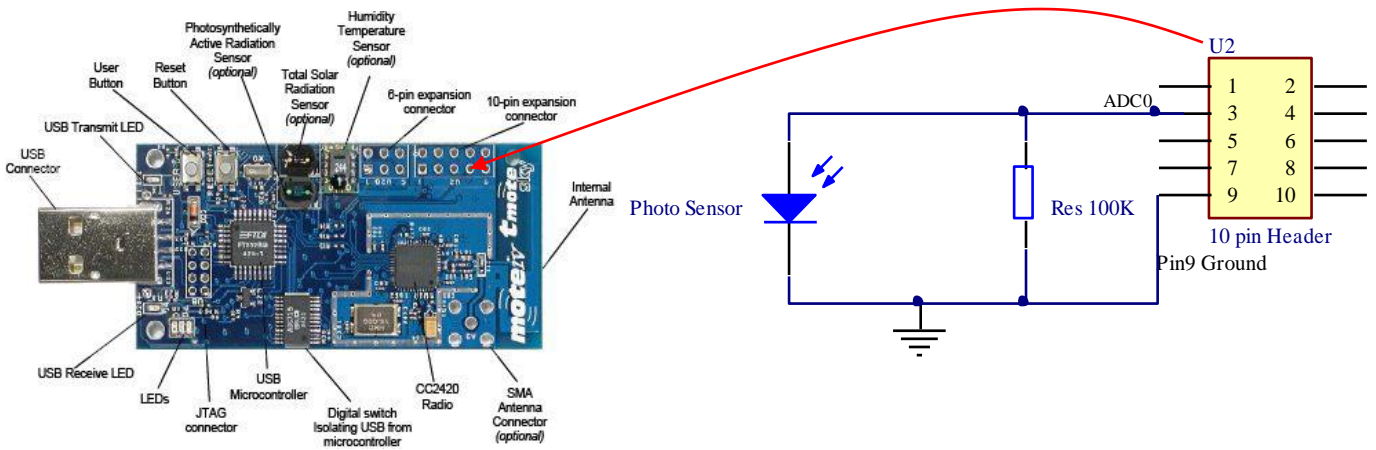 Photosynthetically
Active Radiation
Sensor
(optional)
Humidity
Temperature
Sensor
(optional)
User
Button
Reset
Button
Total Solar
Radiation
Sensor
(optional)
6-pin expansion
connector
10-pin expansion
connector
USB Transmit LED
USB
Connector
Internal
Antenna
USB Receive LED
LEDs
JTAG
connector
USB
Microcontroller
Digital switch
Isolating USB from
microcontroller
CC2420
Radio
SMA
Antenna
Connector
(optional)
moteiv tmote
sky
FTDI
U2
ADC0
1 2
3 4
5 6
7 8
9 10
10 pin Header
Pin9 Ground
Photo Sensor
Res 100K